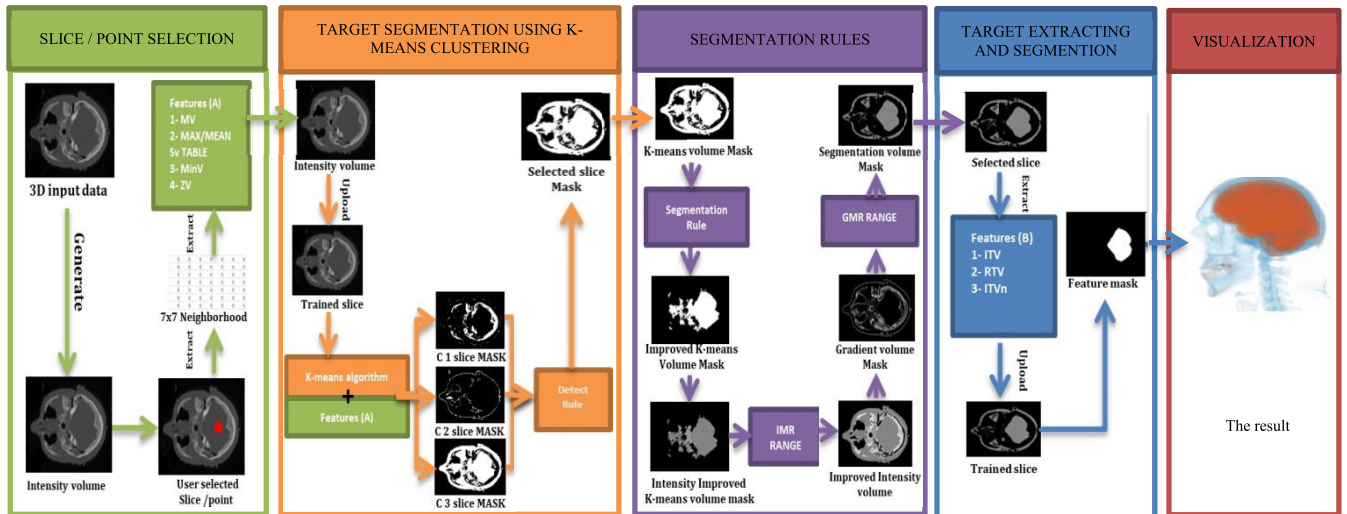 SLICE / POINT SELECTION
3D input data
Generate
Intensity volume
User selected
Slice /point
Extract
7x7 Neighborhood
Extract
Features (A)
1- MV
2- MAX/MEAN
Sv TABLE
3- MinV
4- ZV
TARGET SEGMENTATION USING K-
MEANS CLUSTERING
Intensity volume
Upload
Trained slice
K-means algorithm
+
Features (A)
C 1 slice MASK
C 2 slice MASK
C 3 slice MASK
Detect
Rule
Selected slice
Mask
SEGMENTATION RULES
K-means volume Mask
Segmentation
Rule
Improved K-means
Volume Mask
Intensity Improved
K-means volume mask
IMR
RANGE
Improved Intensity
volume
Gradient volume
Mask
GMR RANGE
Segmentation volume
Mask
TARGET EXTRACTING
AND SEGMENTION
Selected slice
Extract
Features (B)
1- ITV
2- RTV
3- ITVn
Upload
Trained slice
Feature mask
VISUALIZATION
The result